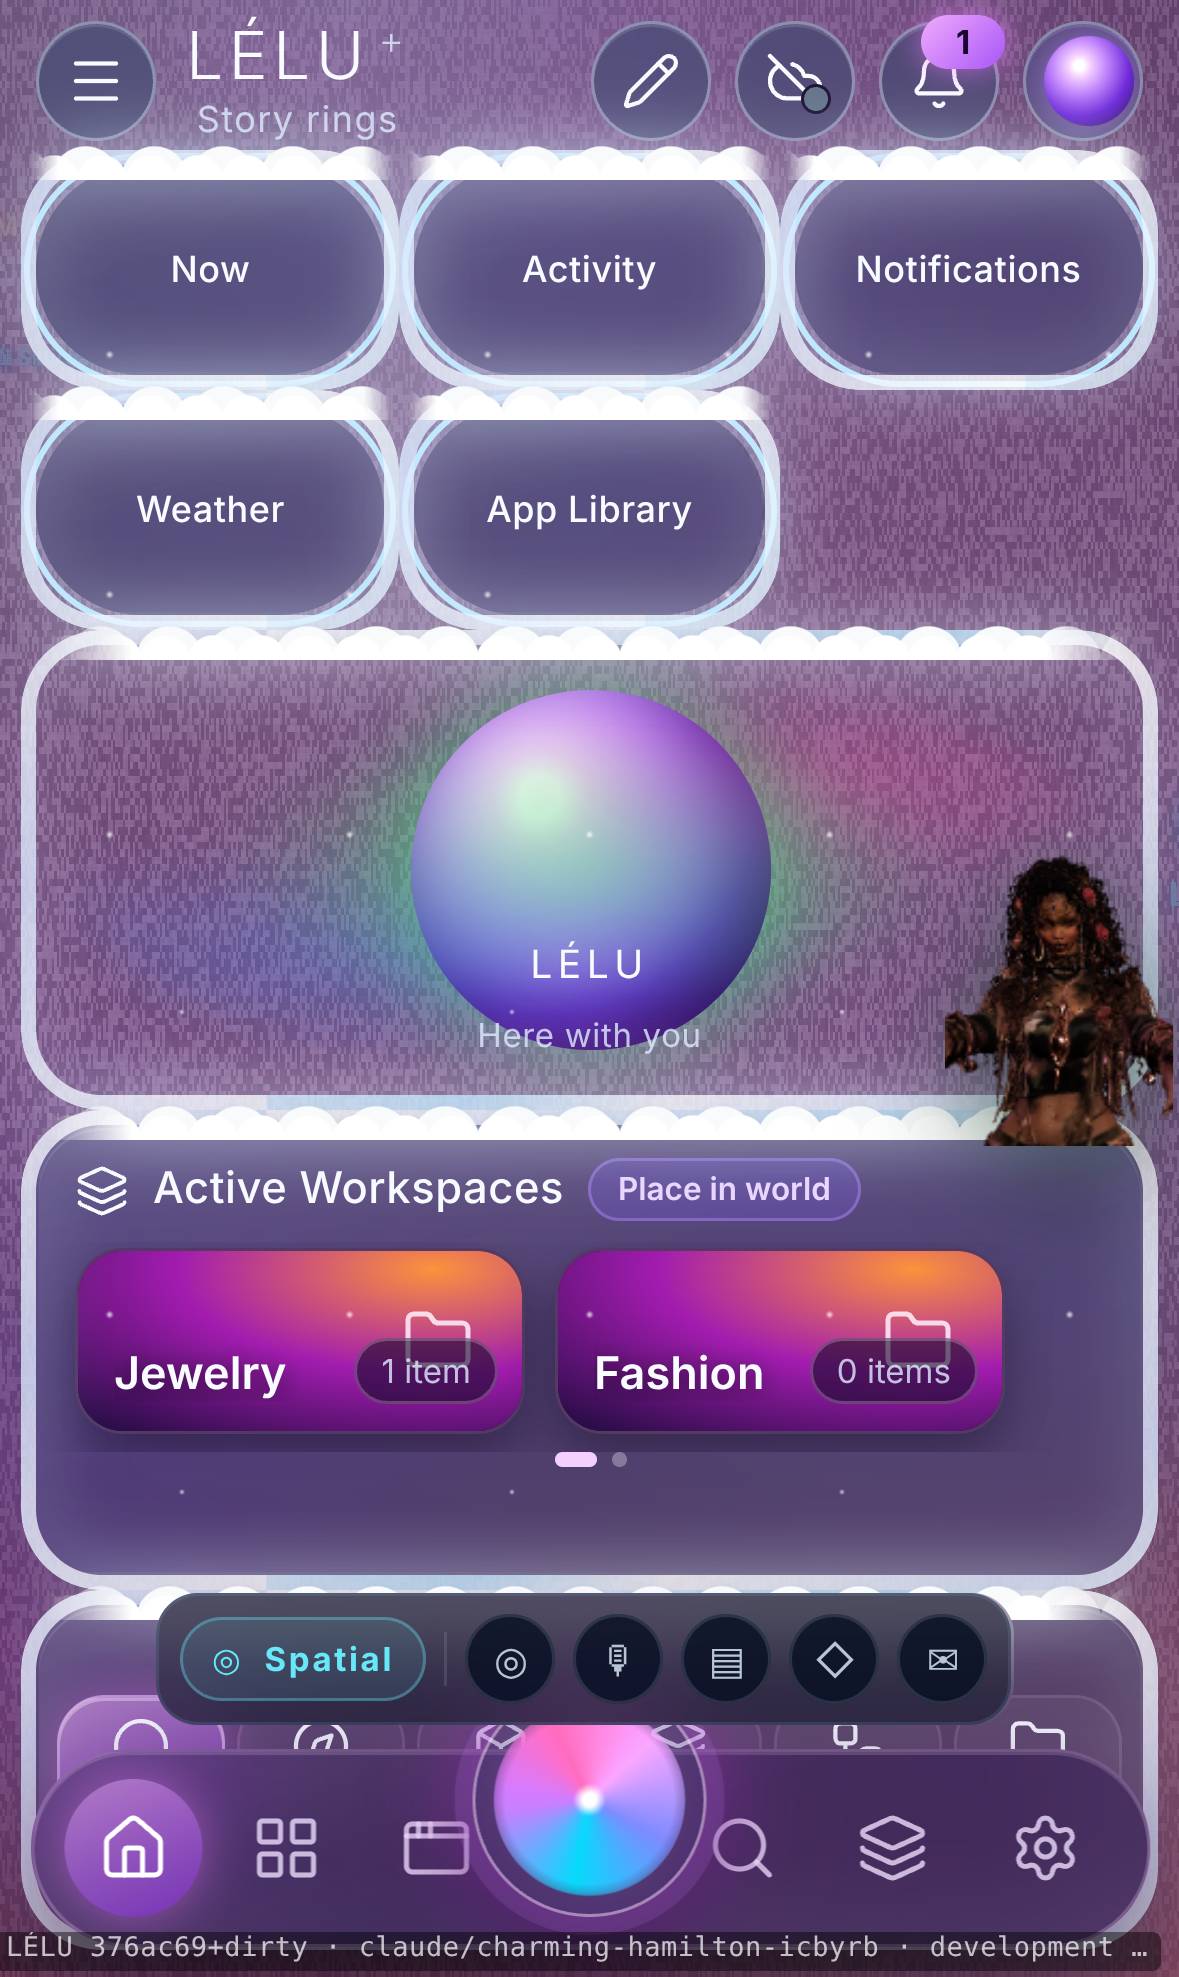 LÉLU +
Story rings
1
Now
Activity
Notifications
Weather
App Library
LÉLU
Here with you
Active Workspaces
Place in world
Jewelry
1 item
Fashion
0 items
Spatial
LÉLU 376ac69+dirty · claude/charming-hamilton-icbyrb · development …